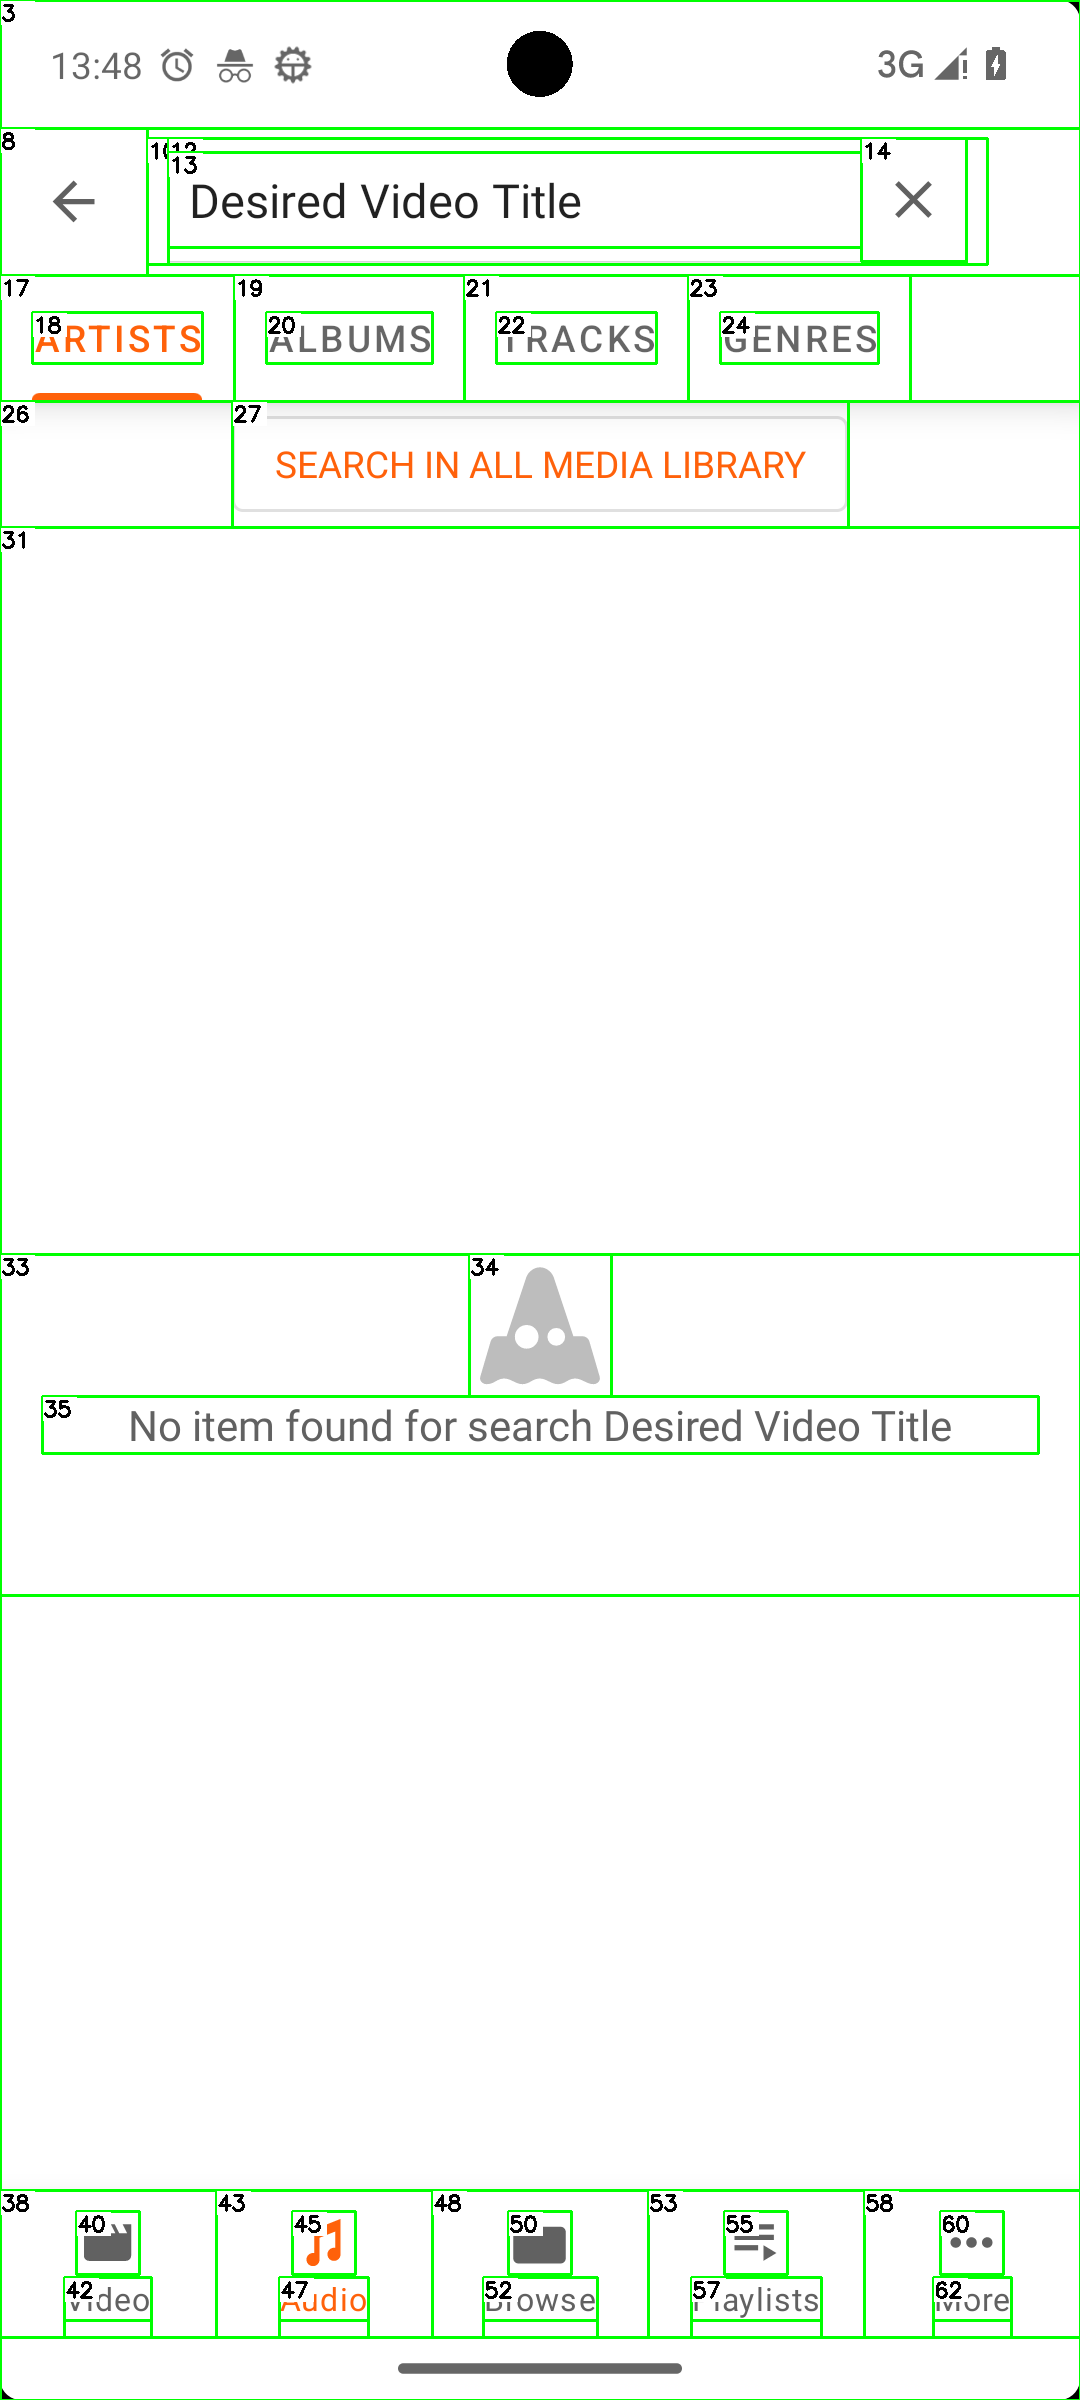 3
13:48 3G
8 10 12 13 Desired Video Title 14
17 19 21 23
18 ARTISTS 20 ALBUMS 22 TRACKS 24 GENRES
26 27
SEARCH IN ALL MEDIA LIBRARY
31
33 34
35 No item found for search Desired Video Title
38 43 48 53 58
40 45 50 55 60
42 Video 47 Audio 52 Browse 57 Playlists 62 More